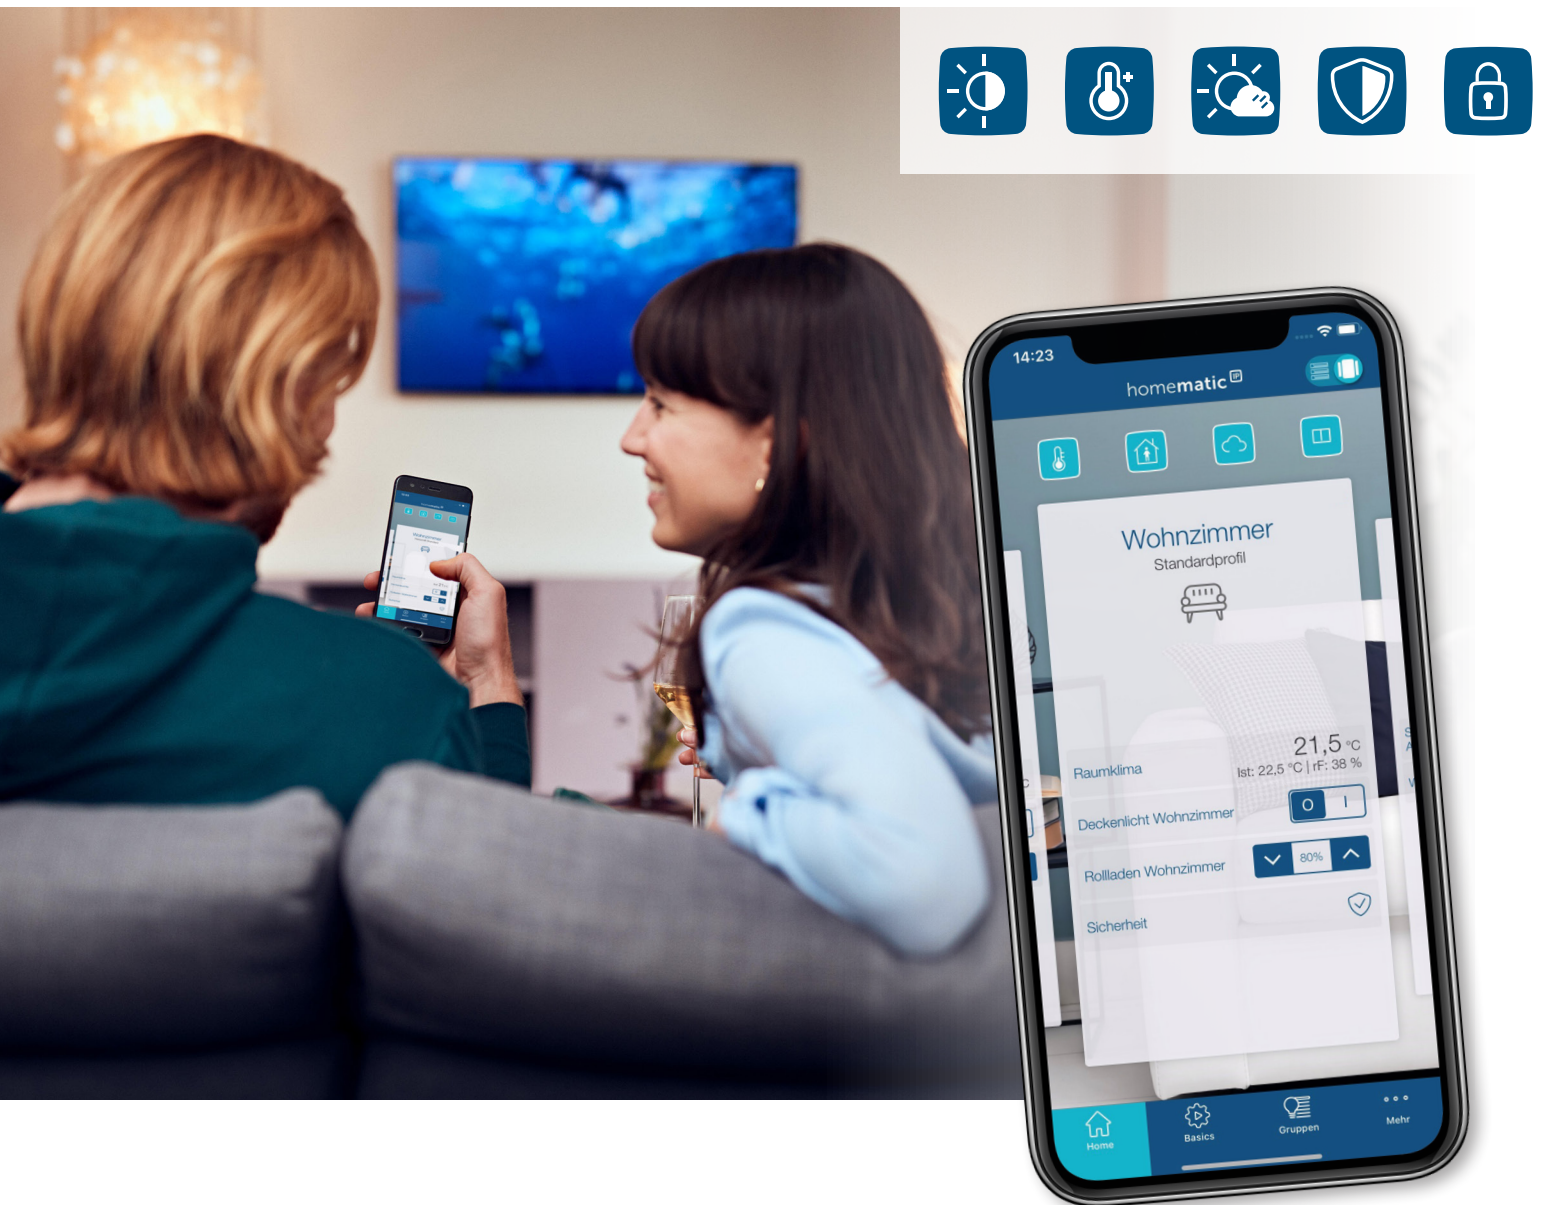 14:23
homematic IP
Wohnzimmer
Standardprofil
21,5 °C
Raumklima
Ist: 22,5 °C | rF: 38 %
Deckenlicht Wohnzimmer
O I
Rollladen Wohnzimmer
80%
Sicherheit
Home
Basics
Gruppen
Mehr